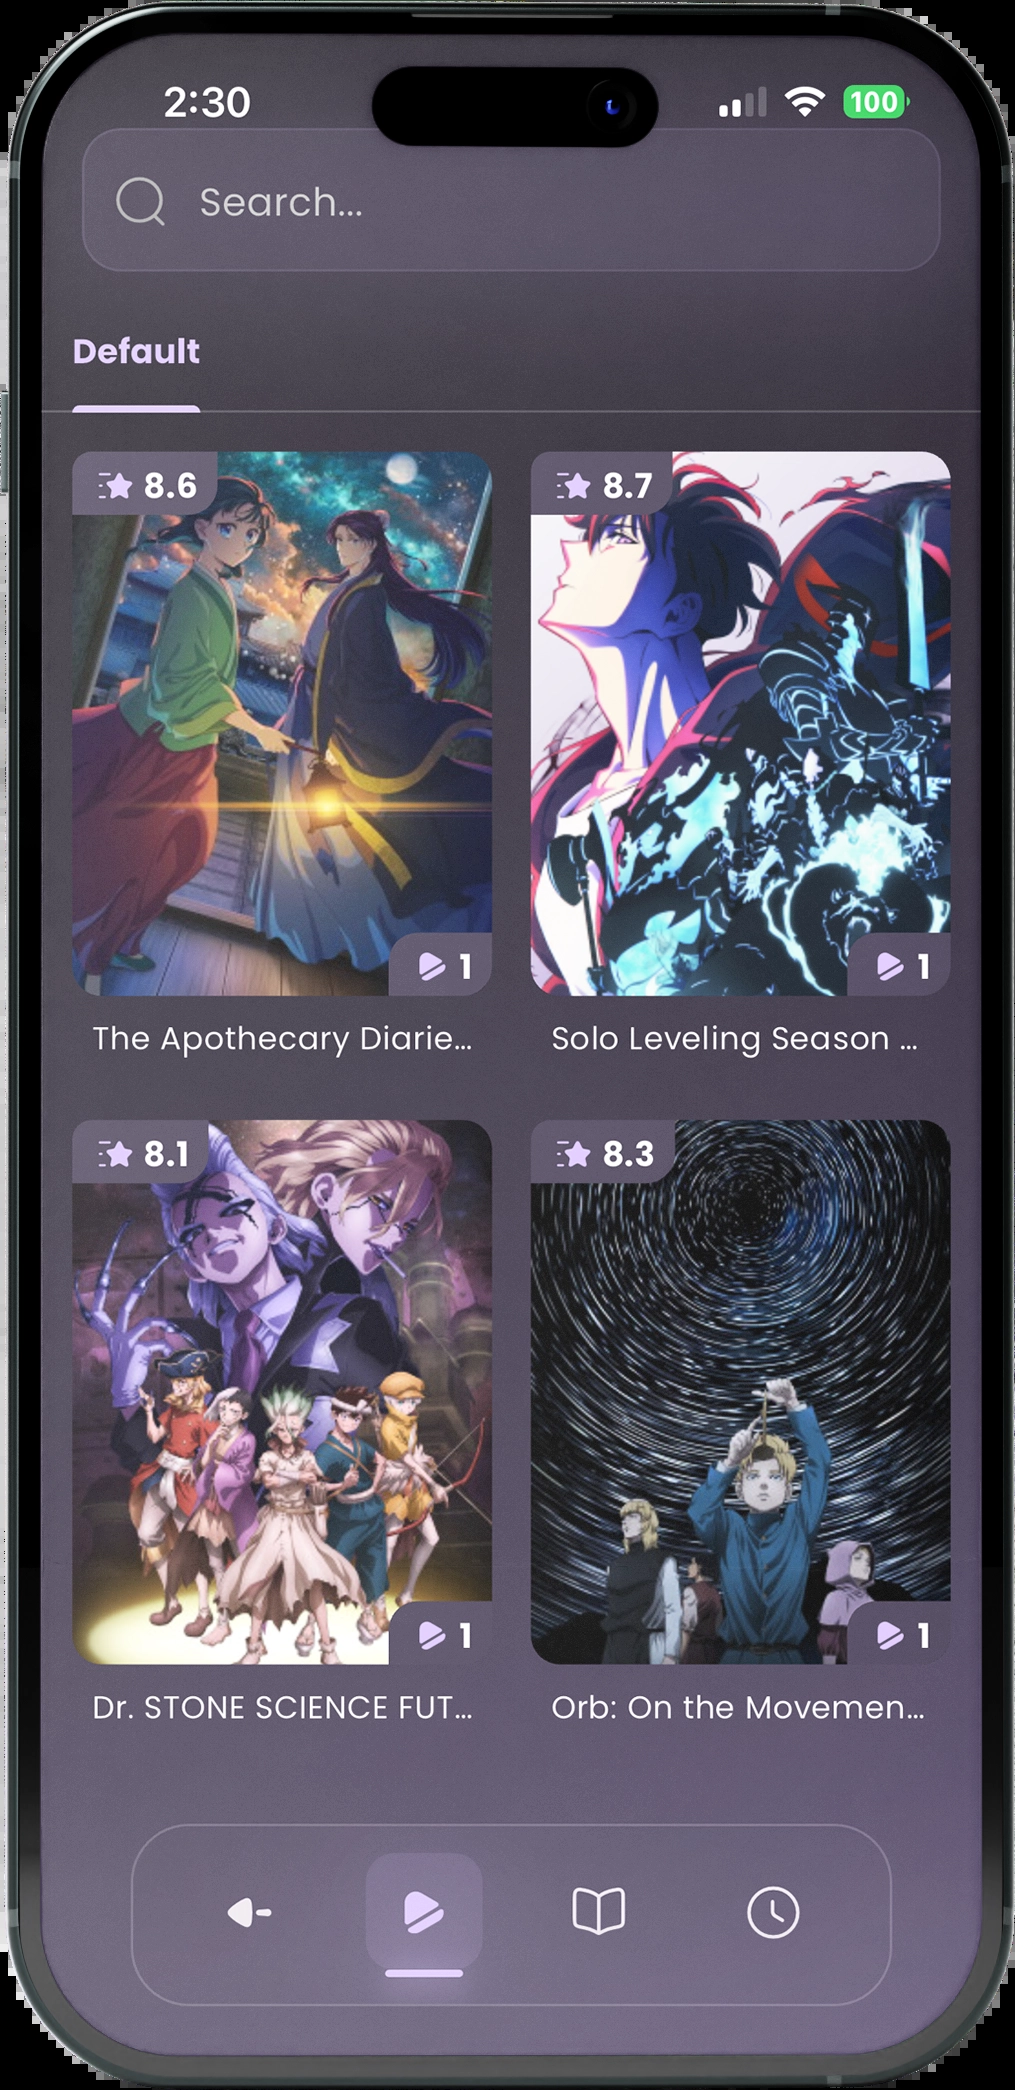 2:30
100
Search...
Default
8.6
8.7
1
1
The Apothecary Diarie...
Solo Leveling Season ...
8.1
8.3
1
1
Dr. STONE SCIENCE FUT...
Orb: On the Movemen...